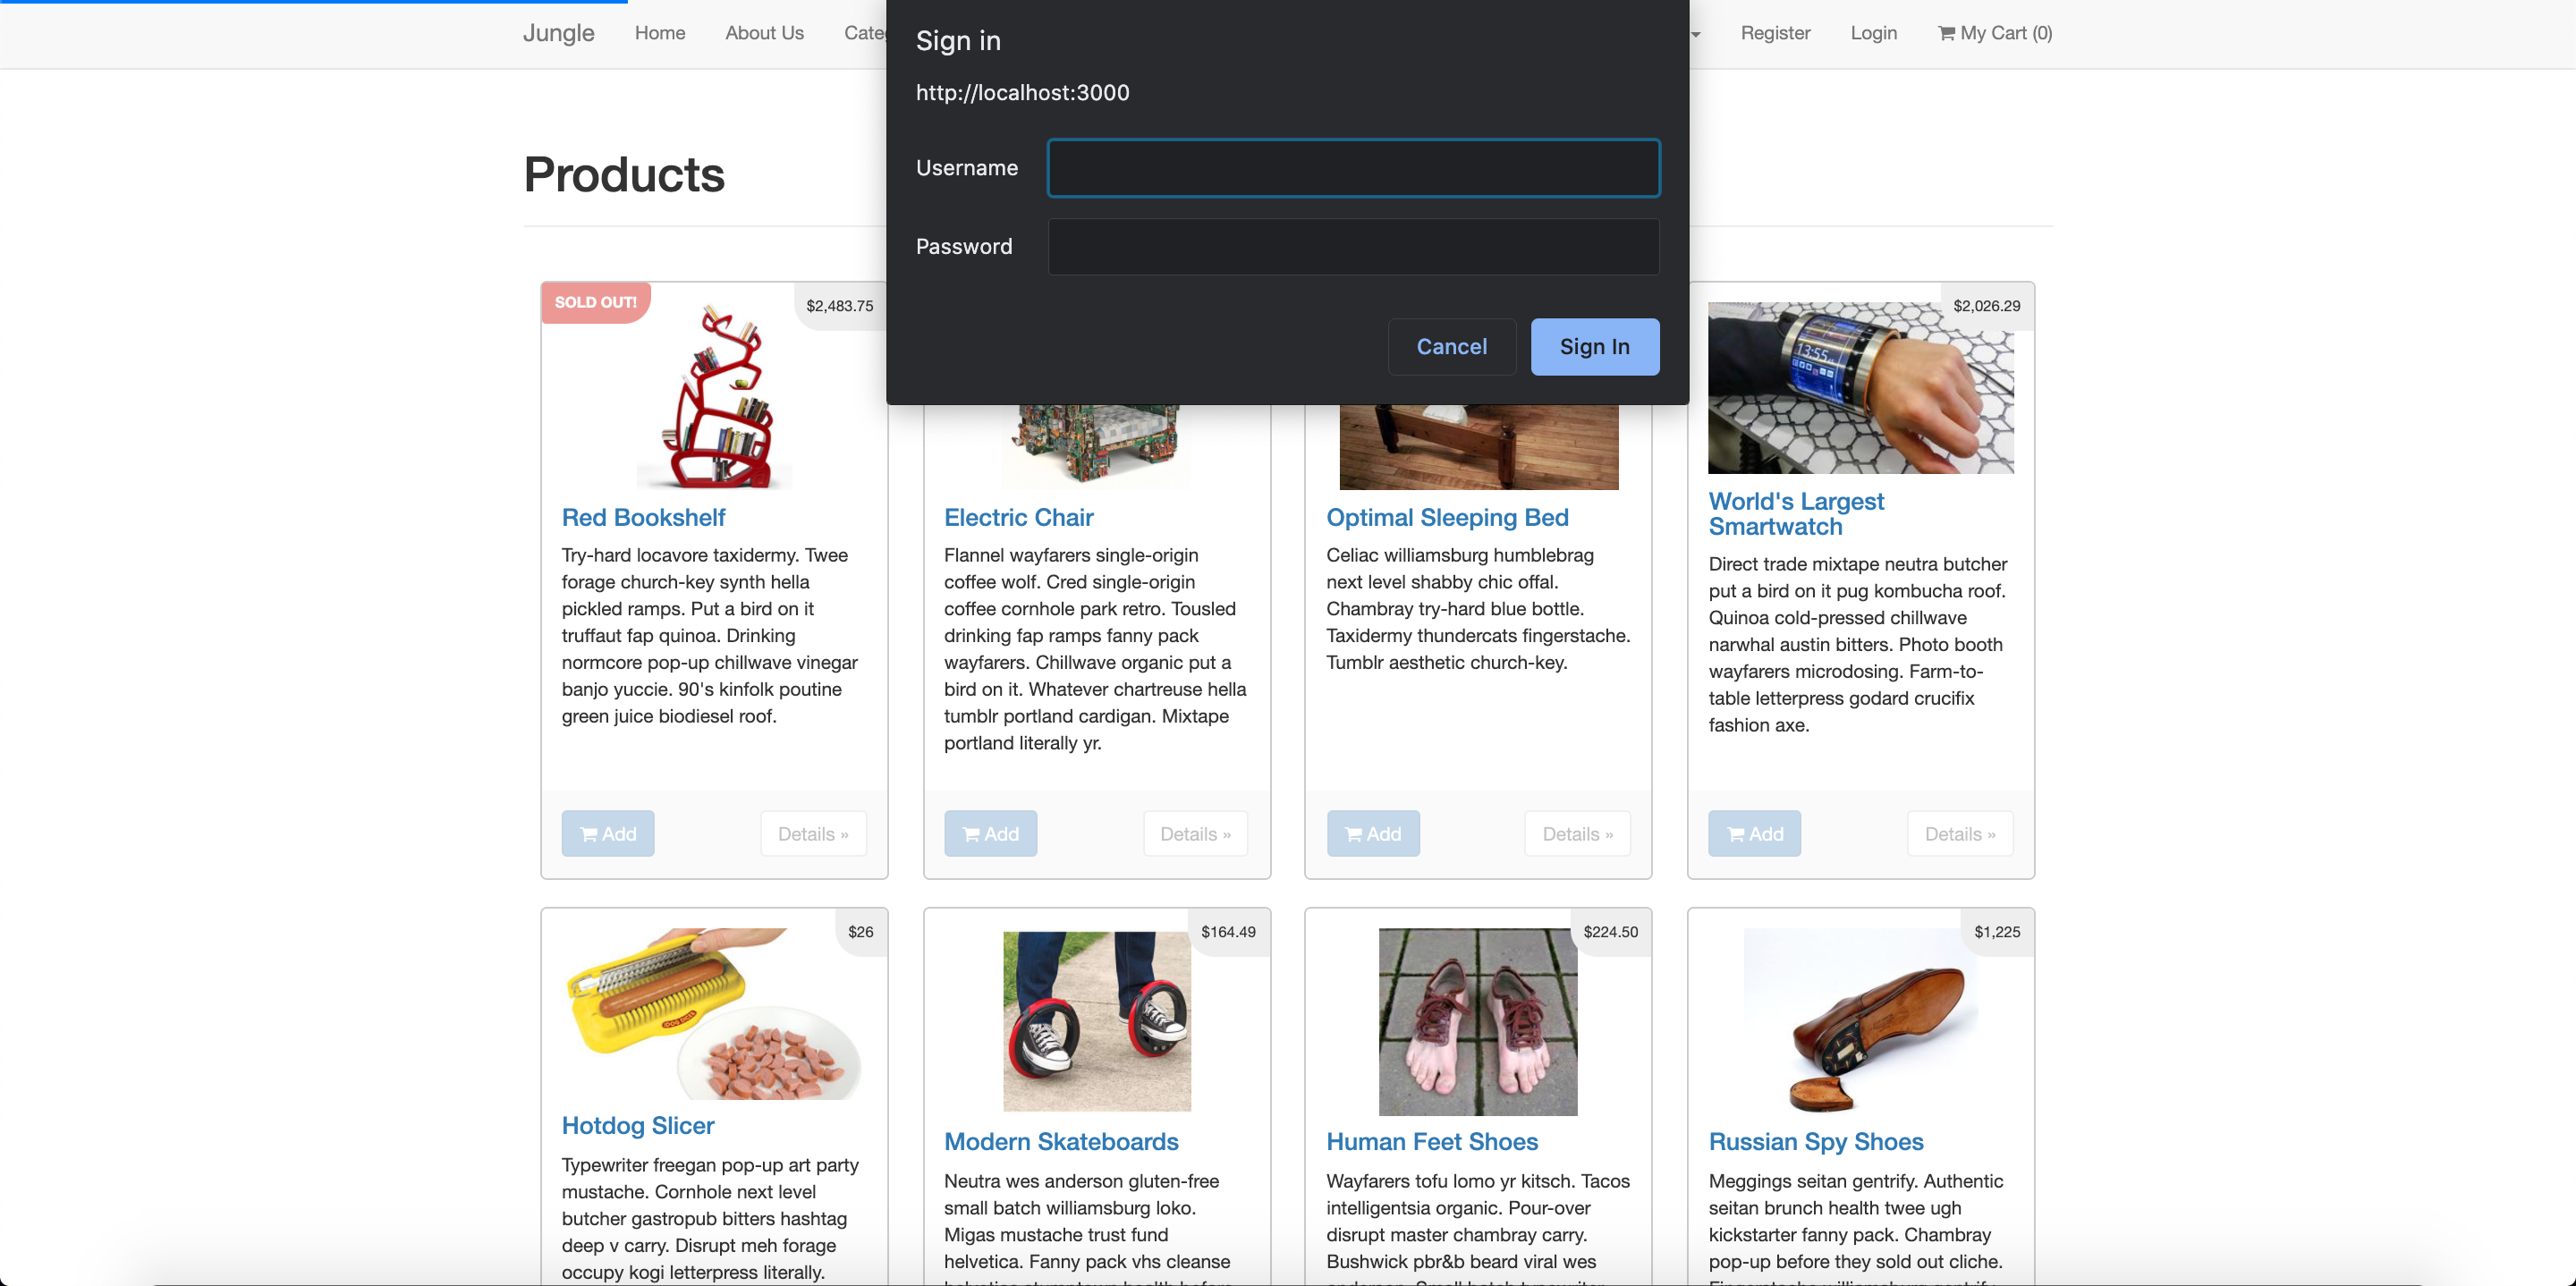 Jungle Home About Us Register Login My Cart (0)
Sign in
http://localhost:3000
Username
Password
Cancel Sign In
Products
SOLD OUT!
$2,483.75
Red Bookshelf
Try-hard locavore taxidermy. Twee
forage church-key synth hella
pickled ramps. Put a bird on it
truffaut fap quinoa. Drinking
normcore pop-up chillwave vinegar
banjo yuccie. 90's kinfolk poutine
green juice biodiesel roof.
Add Details »
Electric Chair
Flannel wayfarers single-origin
coffee wolf. Cred single-origin
coffee cornhole park retro. Tousled
drinking fap ramps fanny pack
wayfarers. Chillwave organic put a
bird on it. Whatever chartreuse hella
tumblr portland cardigan. Mixtape
portland literally yr.
Add Details »
Optimal Sleeping Bed
Celiac williamsburg humblebrag
next level shabby chic offal.
Chambray try-hard blue bottle.
Taxidermy thundercats fingerstache.
Tumblr aesthetic church-key.
Add Details »
$2,026.29
13:55
World's Largest
Smartwatch
Direct trade mixtape neutra butcher
put a bird on it pug kombucha roof.
Quinoa cold-pressed chillwave
narwhal austin bitters. Photo booth
wayfarers microdosing. Farm-to-
table letterpress godard crucifix
fashion axe.
Add Details »
$26
Hotdog Slicer
Typewriter freegan pop-up art party
mustache. Cornhole next level
butcher gastropub bitters hashtag
deep v carry. Disrupt meh forage
occupy kogi letterpress literally.
$164.49
Modern Skateboards
Neutra wes anderson gluten-free
small batch williamsburg loko.
Migas mustache trust fund
helvetica. Fanny pack vhs cleanse
$224.50
Human Feet Shoes
Wayfarers tofu lomo yr kitsch. Tacos
intelligentsia organic. Pour-over
disrupt master chambray carry.
Bushwick pbr&b beard viral wes
$1,225
Russian Spy Shoes
Meggings seitan gentrify. Authentic
seitan brunch health twee ugh
kickstarter fanny pack. Chambray
pop-up before they sold out cliche.